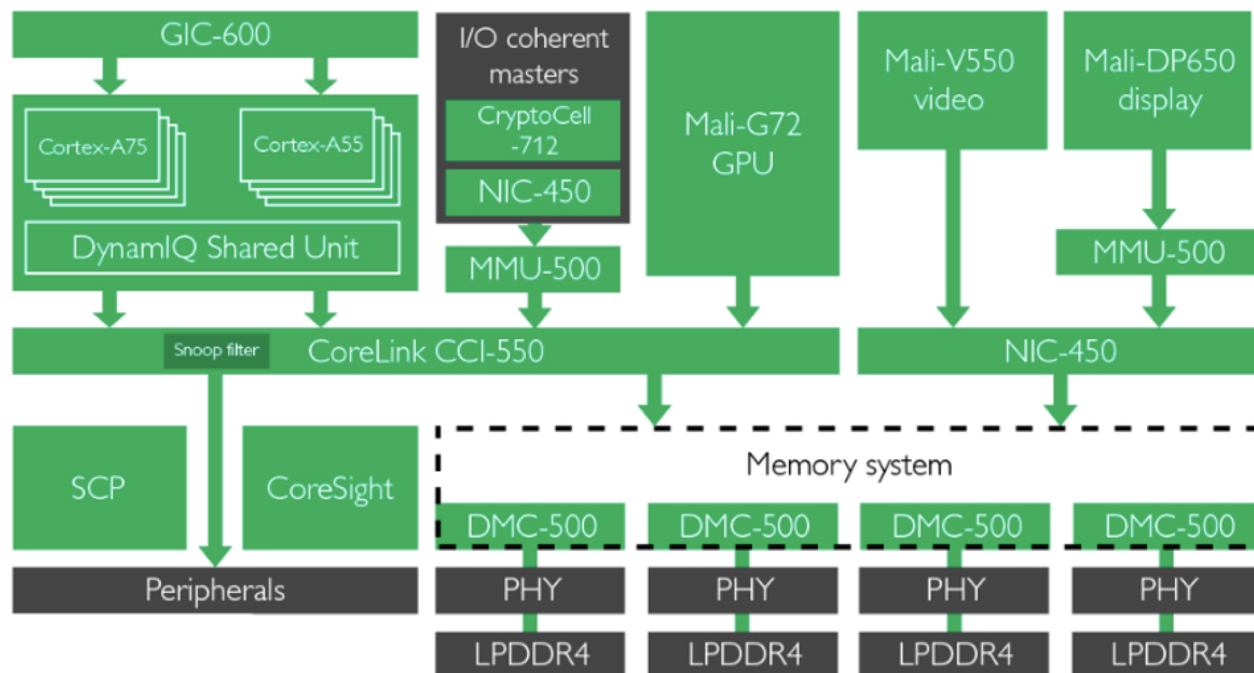 GIC-600
Cortex-A75
Cortex-A55
DynamIQ Shared Unit
I/O coherent
masters
CryptoCell
-712
NIC-450
MMU-500
Mali-G72
GPU
Mali-V550
video
Mali-DP650
display
MMU-500
Snoop filter
CoreLink CCI-550
NIC-450
SCP
CoreSight
Peripherals
Memory system
DMC-500
DMC-500
DMC-500
DMC-500
PHY
PHY
PHY
PHY
LPDDR4
LPDDR4
LPDDR4
LPDDR4